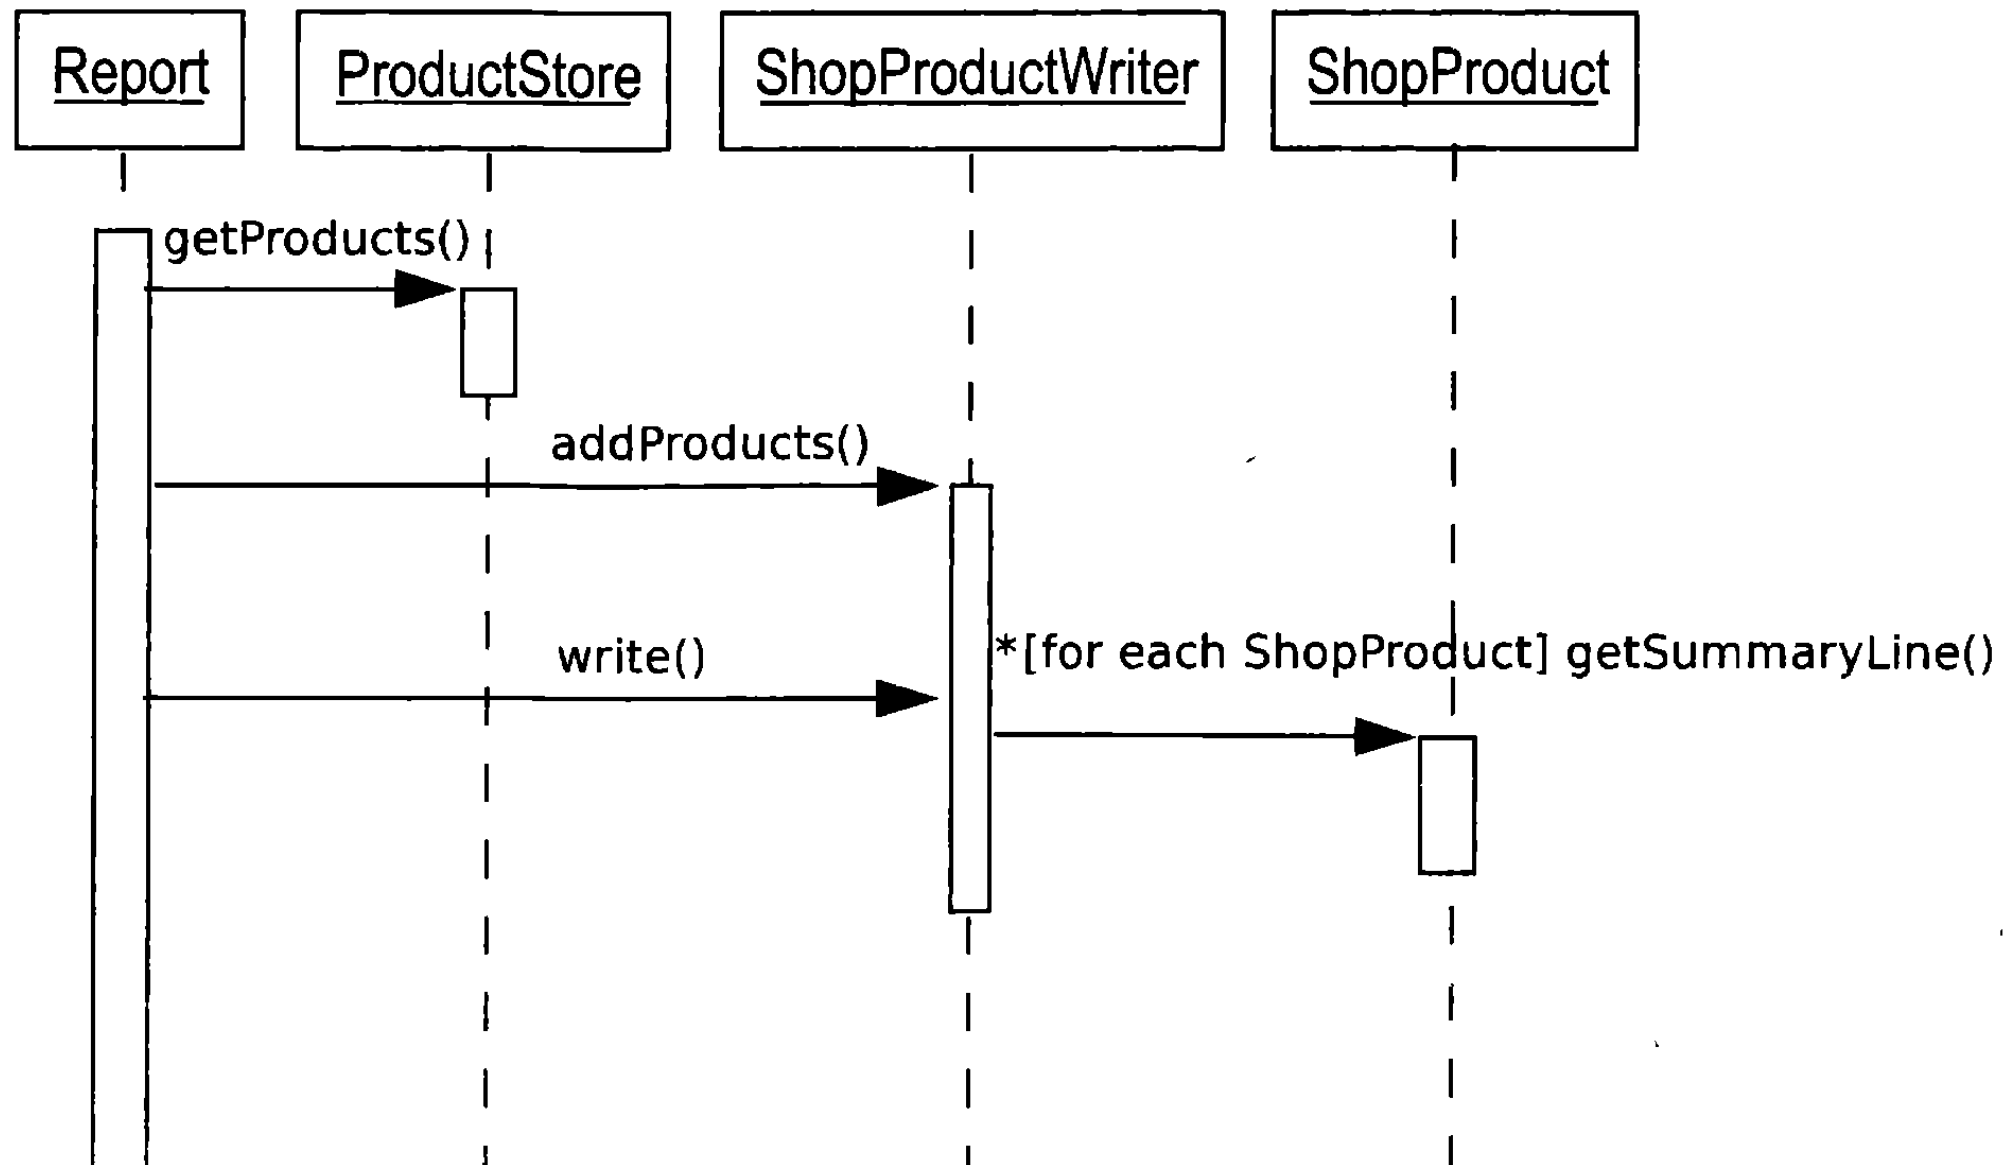 Report
ProductStore
ShopProductWriter
ShopProduct
getProducts()
addProducts()
write()
*[for each ShopProduct] getSummaryLine()